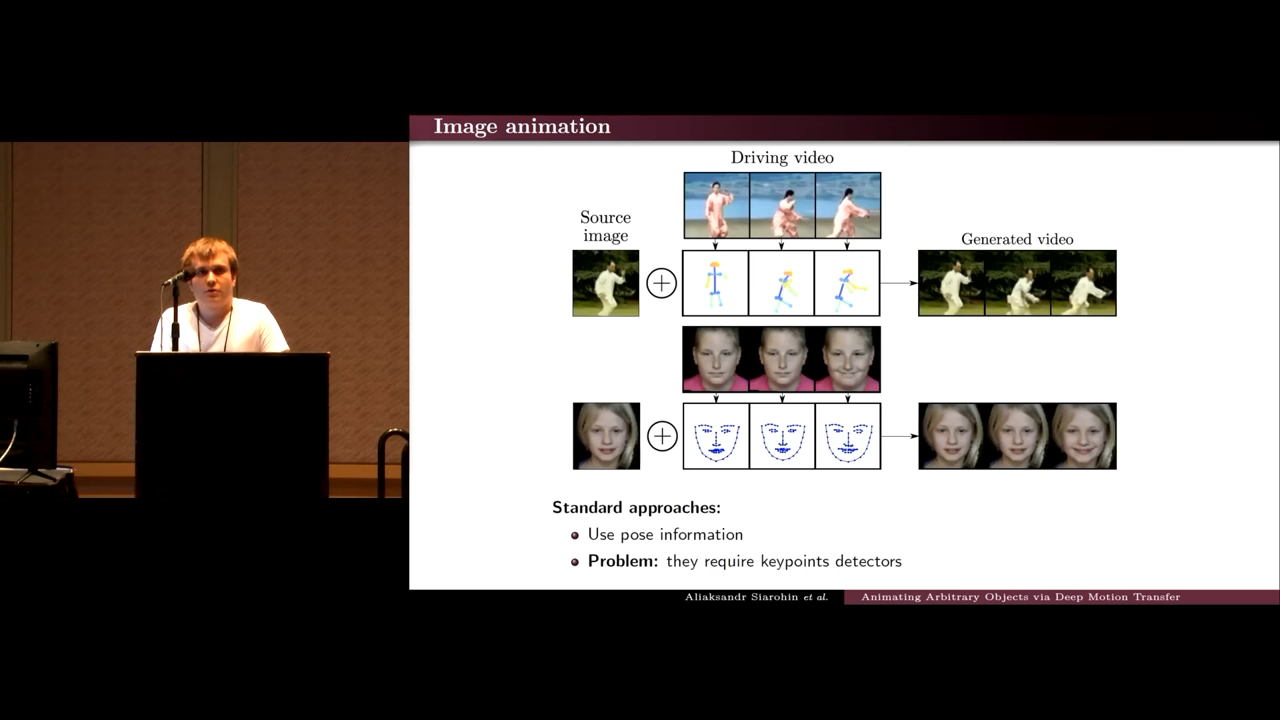 Image animation
Driving video
Source
image
Generated video
Standard approaches:
Use pose information
Problem: they require keypoints detectors
Aliaksandr Siarohin et al.
Animating Arbitrary Objects via Deep Motion Transfer